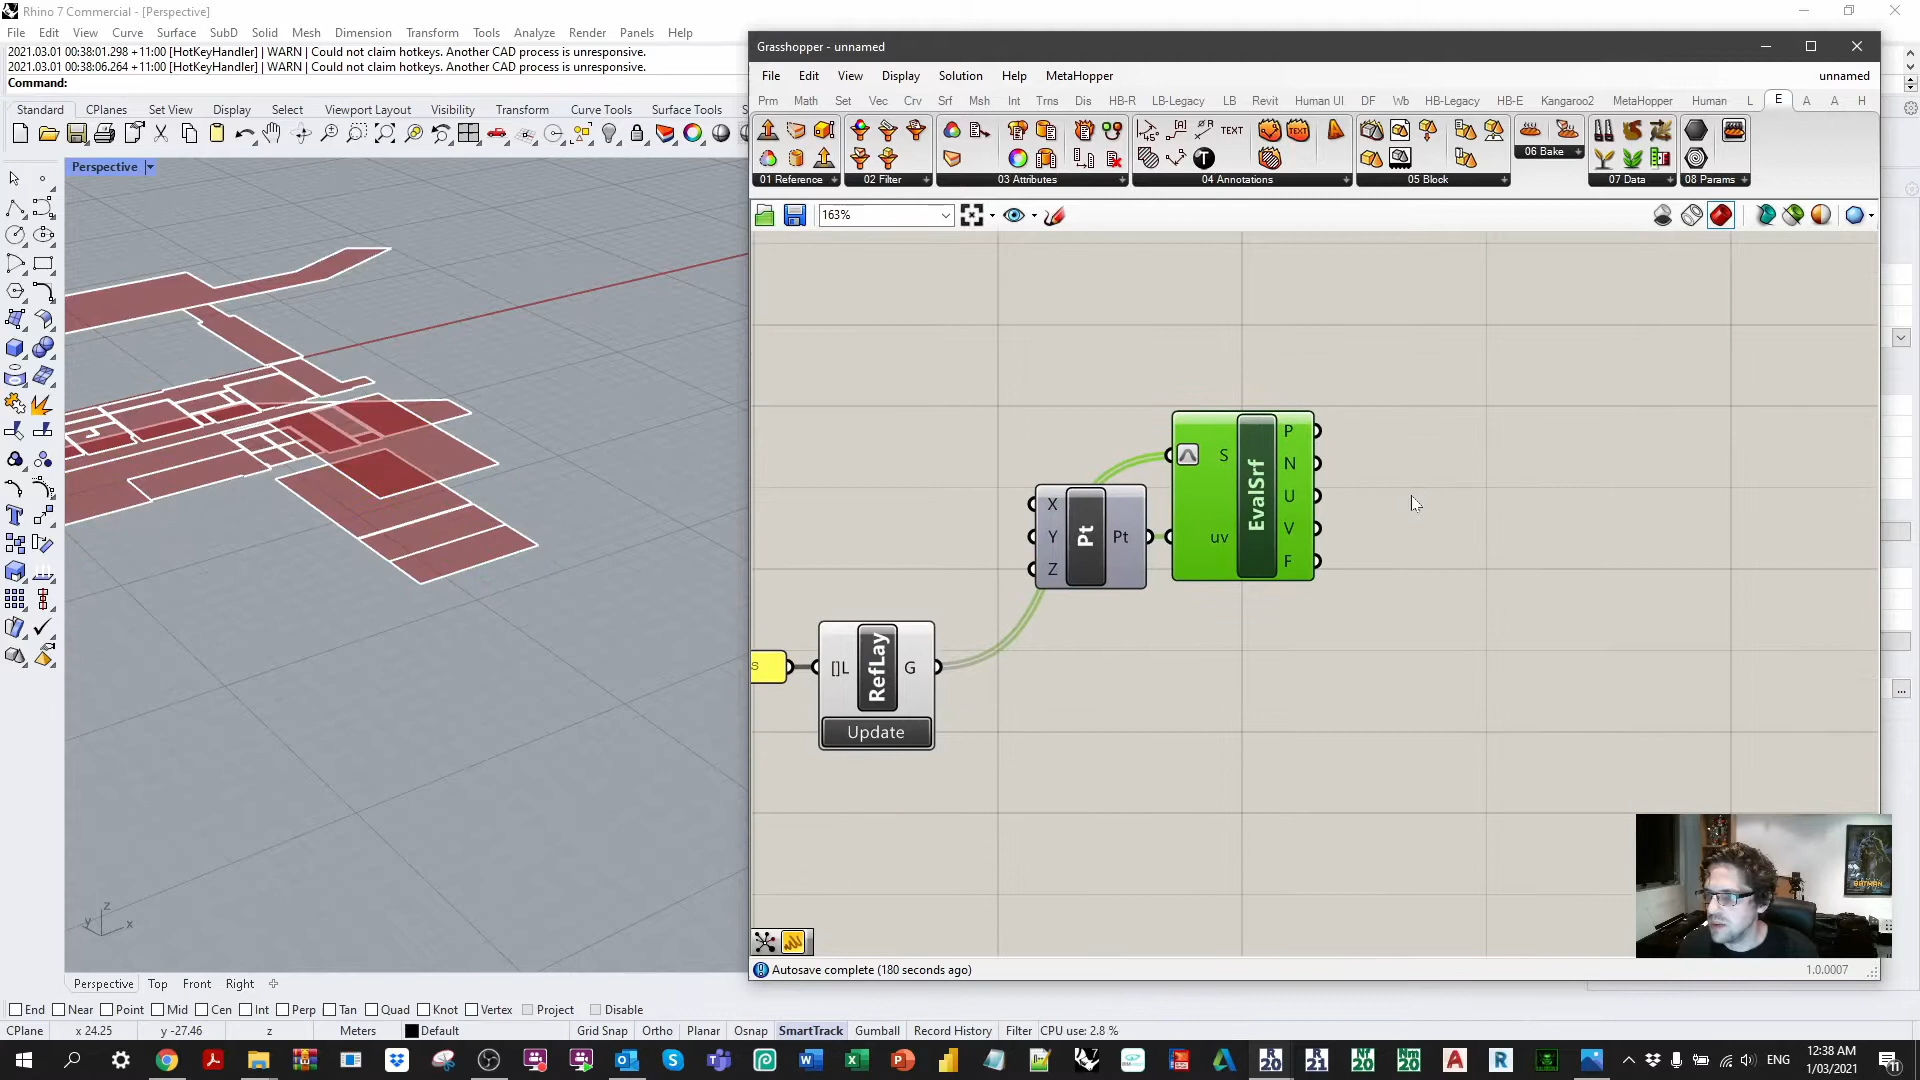 Rhino 7 Commercial - [Perspective]
File Edit View Curve Surface SubD Solid Mesh Dimension Transform Tools Analyze Render Panels Help
2021.03.01 00:38:01.298 +11:00 [HotKeyHandler] | WARN | Could not claim hotkeys. Another CAD process is unresponsive.
2021.03.01 00:38:06.264 +11:00 [HotKeyHandler] | WARN | Could not claim hotkeys. Another CAD process is unresponsive.
Command:
Standard CPlanes Set View Display Select Viewport Layout Visibility Transform Curve Tools Surface Tools S
Perspective
Grasshopper - unnamed
File Edit View Display Solution Help MetaHopper unnamed
Prm Math Set Vec Crv Srf Msh Int Trns Dis HB-R LB-Legacy LB Revit Human UI DF Wb HB-Legacy HB-E Kangaroo2 MetaHopper Human L E A A H
TEXT TEXT
01 Reference 02 Filter 03 Attributes 04 Annotations 05 Block 06 Bake 07 Data 08 Params
163%
S EvalSrf P
N
U
uv V
F
X Pt
Y Pt
Z
S []L RefLay G
Update
BATMAN
z
y x
Autosave complete (180 seconds ago) 1.0.0007
Perspective Top Front Right
End Near Point Mid Cen Int Perp Tan Quad Knot Vertex Project Disable
CPlane x 24.25 y -27.46 z Meters Default Grid Snap Ortho Planar Osnap SmartTrack Gumball Record History Filter CPU use: 2.8 %
ENG
12:38 AM
1/03/2021
11